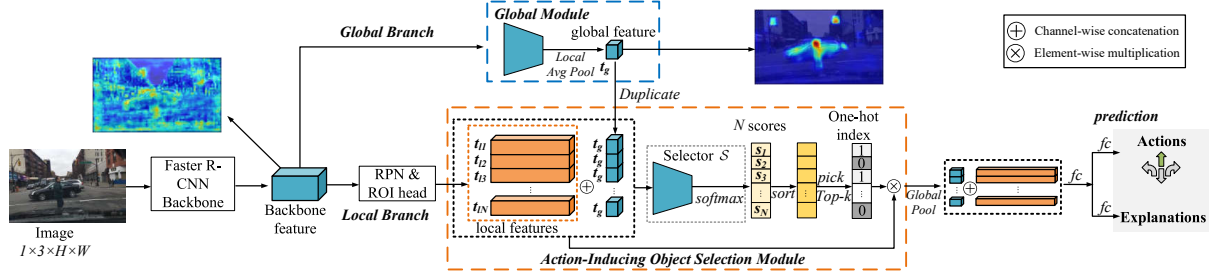 Global Module
Global Branch
global feature
Local
Avg Pool
t_g
Duplicate
⊕ Channel-wise concatenation
⊗ Element-wise multiplication
Image
1×3×H×W
Faster R-
CNN
Backbone
Backbone
feature
RPN &
ROI head
Local Branch
t_l1
t_l2
t_l3
...
t_lN
local features
⊕
t_g
t_g
t_g
...
t_g
Selector S
softmax
N scores
s_1
s_2
s_3
...
s_N
sort
...
pick
Top-k
One-hot
index
1
0
1
...
0
⊗
Action-Inducing Object Selection Module
Global
Pool
...
⊕
...
fc
fc
fc
prediction
Actions
Explanations